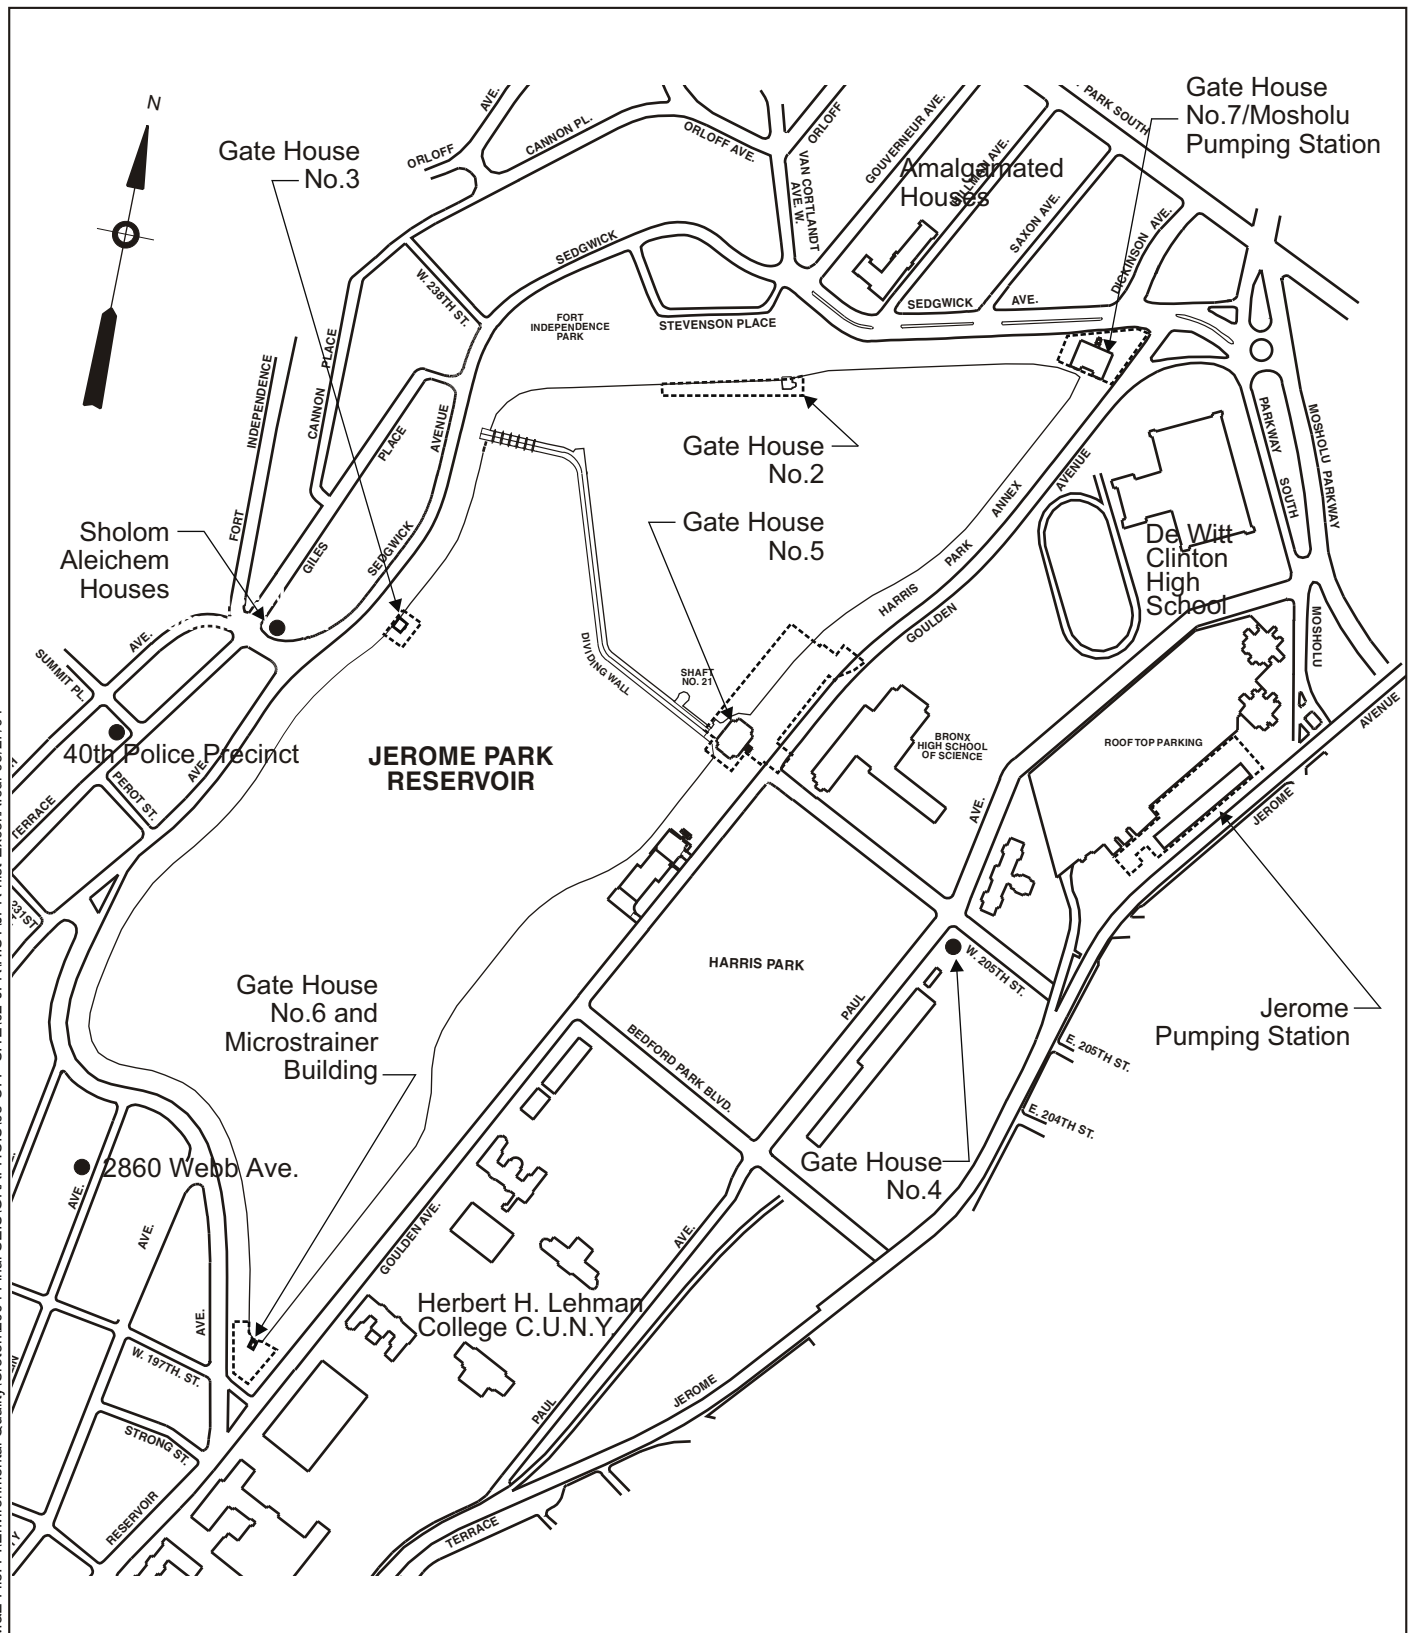 N
Gate House
No.3
Gate House
No.7/Mosholu
Pumping Station
PARK SOUTH
ORLOFF
AVE.
CANNON PL.
ORLOFF AVE.
ORLOFF
VAN CORTLANDT
AVE. W.
GOUVERNEUR AVE.
Amalgamated
Houses
SAXON AVE.
DICKINSON AVE.
SEDGWICK
AVE.
SEDGWICK
W. 238TH ST.
FORT
INDEPENDENCE
PARK
STEVENSON PLACE
FORT
INDEPENDENCE
CANNON
PLACE
GILES
PLACE
SEDGWICK
AVENUE
Gate House
No.2
Gate House
No.5
HARRIS
PARK
ANNEX
GOULDEN
AVENUE
PARKWAY
SOUTH
MOSHOLU PARKWAY
De Witt
Clinton
High
School
MOSHOLU
Sholom
Aleichem
Houses
AVE.
SUMMIT PL.
40th Police Precinct
PEROT ST.
AVE.
TERRACE
231ST
DIVIDING WALL
SHAFT
NO. 21
JEROME PARK
RESERVOIR
BRONX
HIGH SCHOOL
OF SCIENCE
ROOF TOP PARKING
AVENUE
JEROME
AVE.
HARRIS PARK
PAUL
W. 205TH ST.
Jerome
Pumping Station
E. 205TH ST.
E. 204TH ST.
Gate House
No.6 and
Microstrainer
Building
BEDFORD PARK BLVD.
Gate House
No.4
2860 Webb Ave.
AVE.
AVE.
AVE.
GOULDEN AVE.
AVE.
Herbert H. Lehman
College C.U.N.Y.
W. 197TH. ST.
STRONG ST.
RESERVOIR
PAUL
JEROME
TERRACE